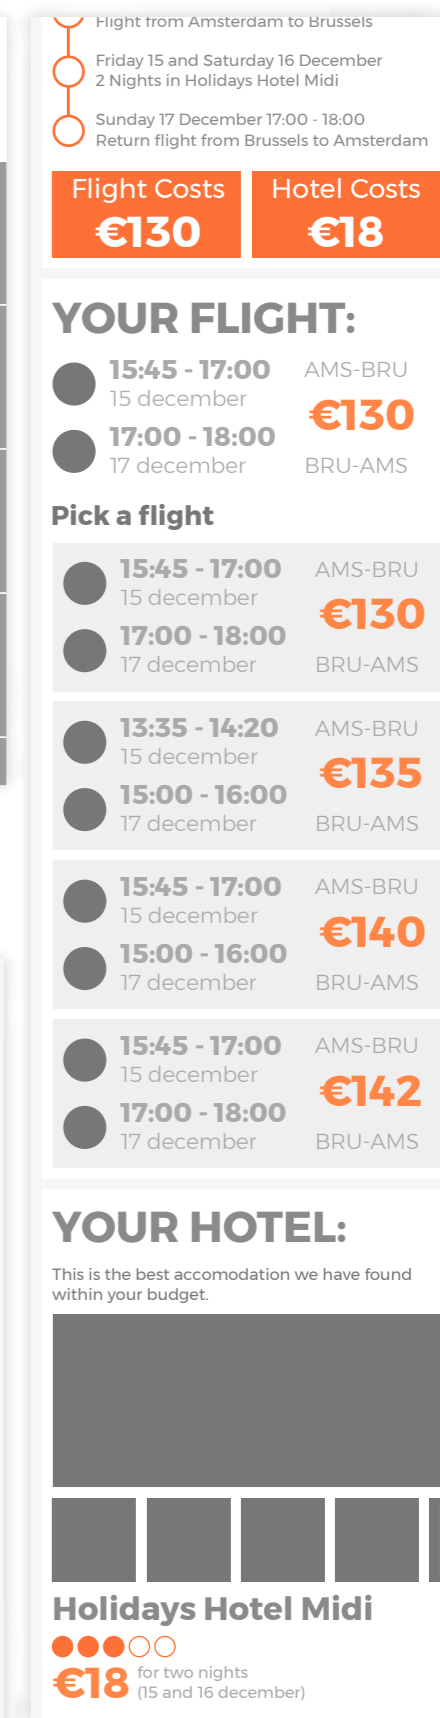 Flight from Amsterdam to Brussels
Friday 15 and Saturday 16 December
2 Nights in Holidays Hotel Midi
Sunday 17 December 17:00 - 18:00
Return flight from Brussels to Amsterdam
Flight Costs
€130
Hotel Costs
€18
YOUR FLIGHT:
15:45 - 17:00
15 december
17:00 - 18:00
17 december
AMS-BRU
€130
BRU-AMS
Pick a flight
15:45 - 17:00
15 december
17:00 - 18:00
17 december
AMS-BRU
€130
BRU-AMS
13:35 - 14:20
15 december
15:00 - 16:00
17 december
AMS-BRU
€135
BRU-AMS
15:45 - 17:00
15 december
15:00 - 16:00
17 december
AMS-BRU
€140
BRU-AMS
15:45 - 17:00
15 december
17:00 - 18:00
17 december
AMS-BRU
€142
BRU-AMS
YOUR HOTEL:
This is the best accomodation we have found
within your budget.
Holidays Hotel Midi
€18
for two nights
(15 and 16 december)